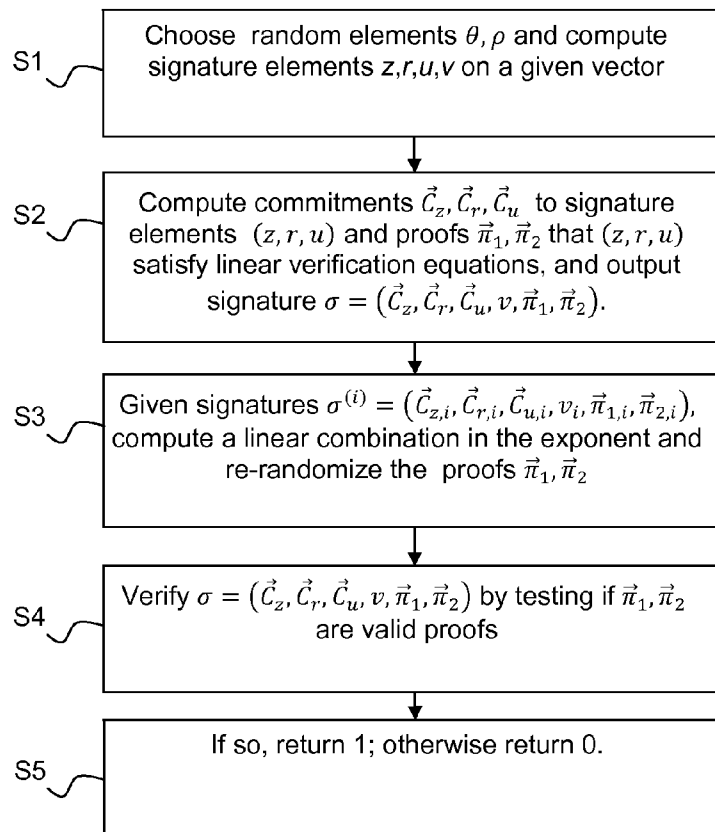 S1
Choose random elements θ, ρ and compute
signature elements z,r,u,v on a given vector
S2
Compute commitments C⃗_z, C⃗_r, C⃗_u to signature
elements (z, r, u) and proofs π⃗_1, π⃗_2 that (z, r, u)
satisfy linear verification equations, and output
signature σ = (C⃗_z, C⃗_r, C⃗_u, v, π⃗_1, π⃗_2).
S3
Given signatures σ^(i) = (C⃗_z,i, C⃗_r,i, C⃗_u,i, v_i, π⃗_1,i, π⃗_2,i),
compute a linear combination in the exponent and
re-randomize the proofs π⃗_1, π⃗_2
S4
Verify σ = (C⃗_z, C⃗_r, C⃗_u, v, π⃗_1, π⃗_2) by testing if π⃗_1, π⃗_2
are valid proofs
S5
If so, return 1; otherwise return 0.